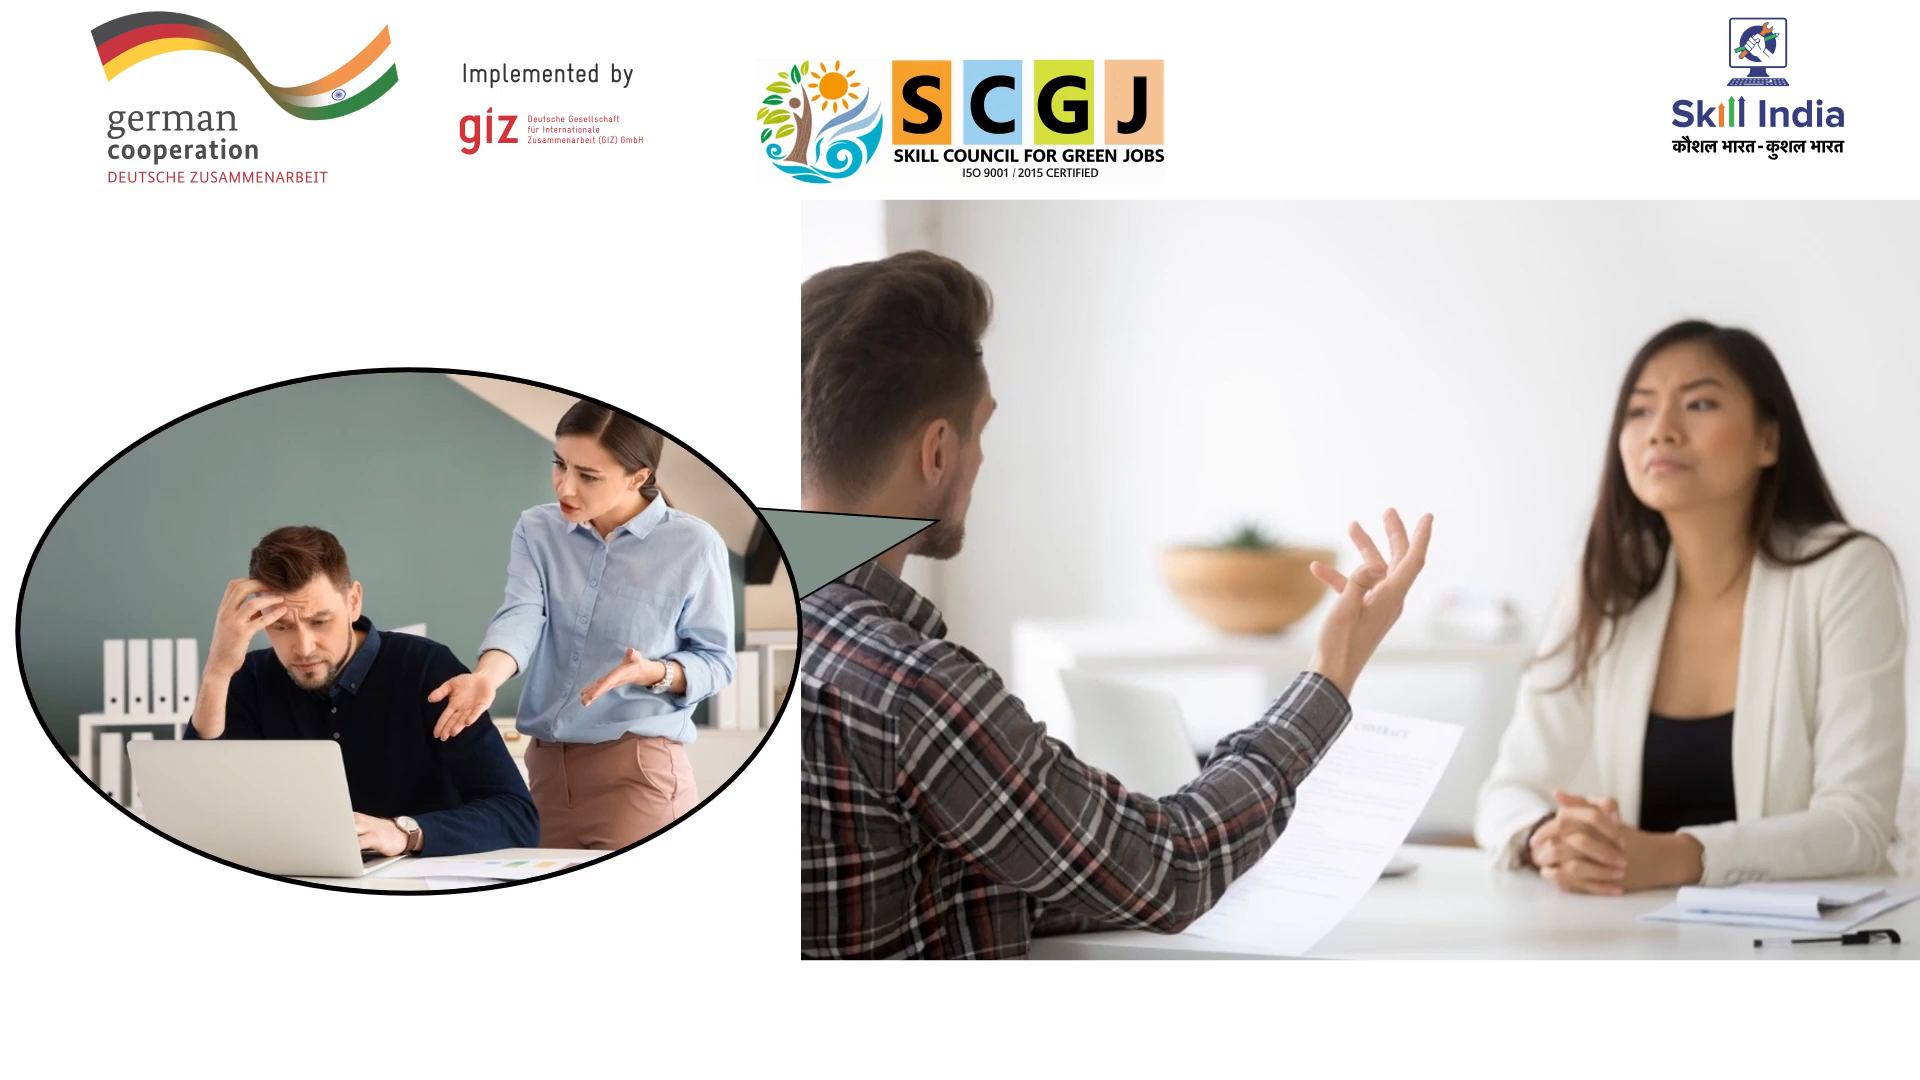 german
cooperation
DEUTSCHE ZUSAMMENARBEIT
Implemented by
giz
Deutsche Gesellschaft
für Internationale
Zusammenarbeit (GIZ) GmbH
S C G J
SKILL COUNCIL FOR GREEN JOBS
ISO 9001 / 2015 CERTIFIED
Skill India
कौशल भारत - कुशल भारत
CONTRACT